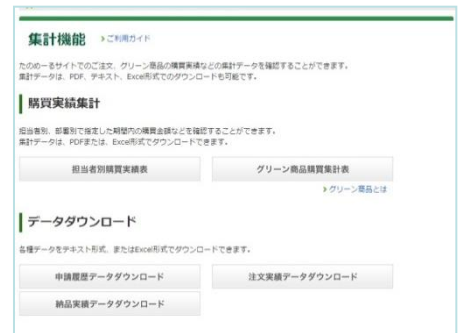 集計機能 >ご利用ガイド
たのめーるサイトでのご注文、グリーン商品の購買実績などの集計データを確認することができます。
集計データは、PDF、テキスト、Excel形式でのダウンロードも可能です。
購買実績集計
担当者別、部署別で指定した期間内の購買金額などを確認することができます。
集計データは、PDFまたは、Excel形式でダウンロードできます。
担当者別購買実績表 グリーン商品購買集計表
>グリーン商品とは
データダウンロード
各種データをテキスト形式、またはExcel形式でダウンロードできます。
申請履歴データダウンロード 注文実績データダウンロード
納品実績データダウンロード